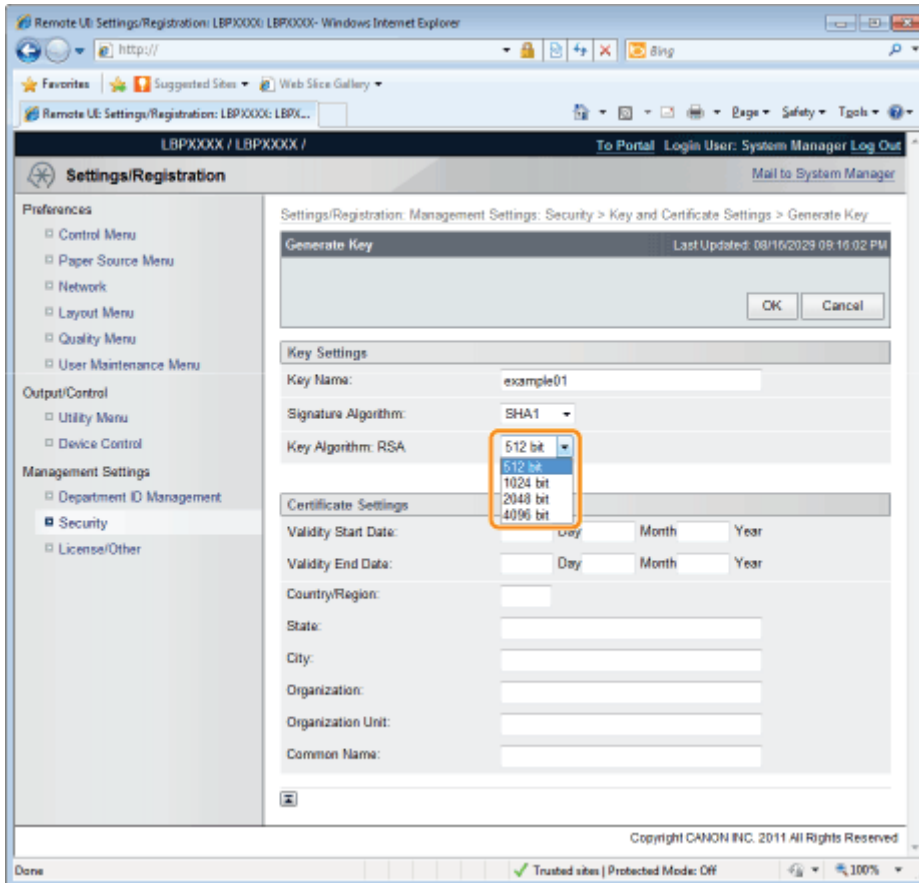 Remote UI: Settings/Registration: LBPXXXX: LBPXXXX- Windows Internet Explorer
http://
Bing
Favorites Suggested Sites Web Slice Gallery
Remote UI: Settings/Registration: LBPXXXX: LBPX... Page Safety Tools
LBPXXXX / LBPXXXX / To Portal Login User: System Manager Log Out
Settings/Registration Mail to System Manager
Preferences
Control Menu
Paper Source Menu
Network
Layout Menu
Quality Menu
User Maintenance Menu
Output/Control
Utility Menu
Device Control
Management Settings
Department ID Management
Security
License/Other
Settings/Registration: Management Settings: Security > Key and Certificate Settings > Generate Key
Generate Key Last Updated: 08/16/2029 09:16:02 PM
OK Cancel
Key Settings
Key Name: example01
Signature Algorithm: SHA1
Key Algorithm: RSA 512 bit
512 bit
1024 bit
2048 bit
4096 bit
Certificate Settings
Validity Start Date: Day Month Year
Validity End Date: Day Month Year
Country/Region:
State:
City:
Organization:
Organization Unit:
Common Name:
Copyright CANON INC. 2011 All Rights Reserved
Done Trusted sites | Protected Mode: Off 100%